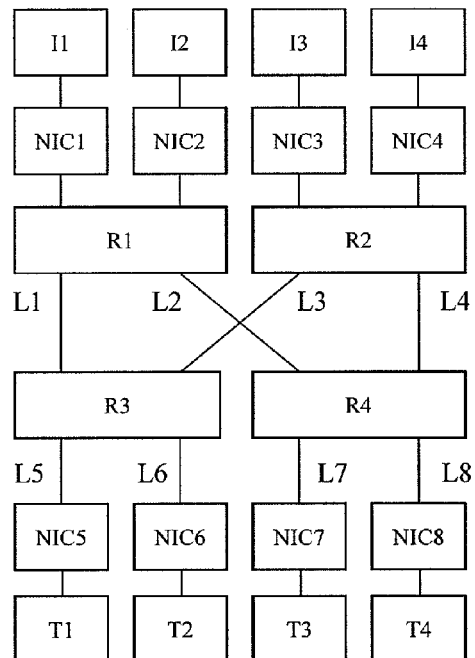 I1 I2 I3 I4
NIC1 NIC2 NIC3 NIC4
R1 R2
L1 L2 L3 L4
R3 R4
L5 L6 L7 L8
NIC5 NIC6 NIC7 NIC8
T1 T2 T3 T4